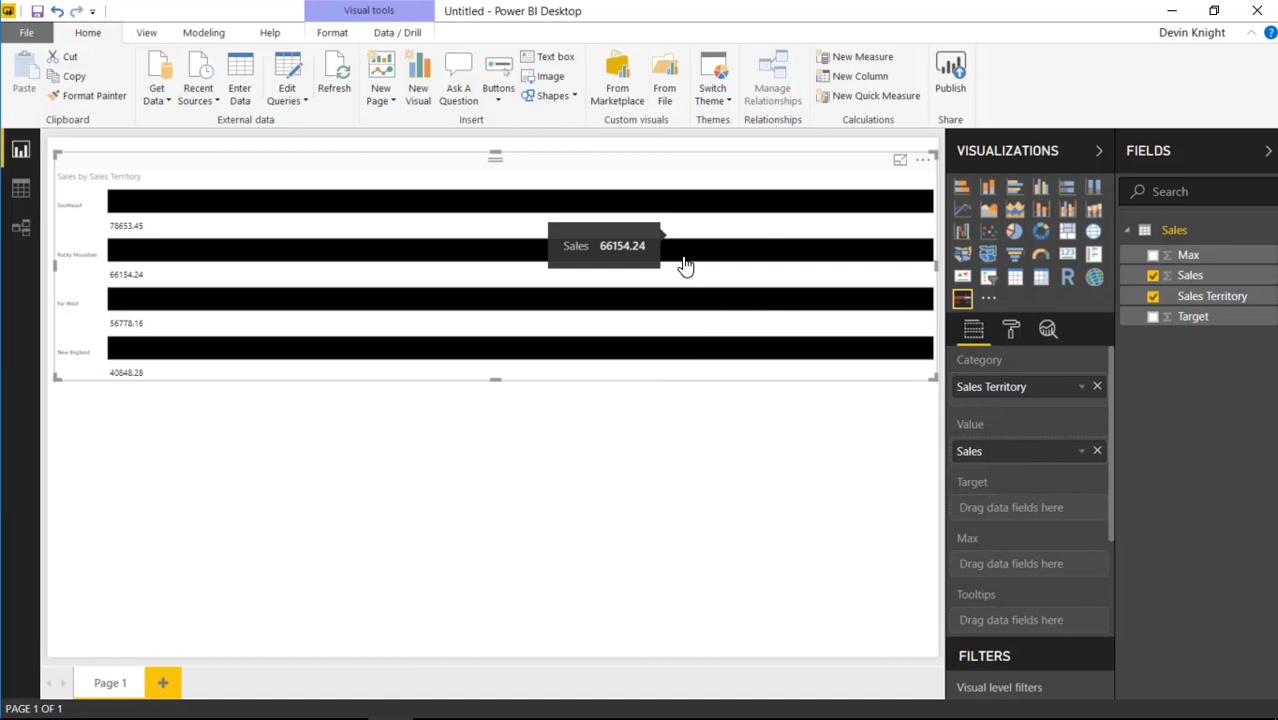 Visual tools
Untitled - Power BI Desktop
File
Home
View
Modeling
Help
Format
Data / Drill
Devin Knight
Paste
Cut
Copy
Format Painter
Clipboard
Get Data
Recent Sources
Enter Data
Edit Queries
Refresh
External data
New Page
New Visual
Ask A Question
Buttons
Text box
Image
Shapes
Insert
From Marketplace
From File
Custom visuals
Switch Theme
Themes
Manage Relationships
Relationships
New Measure
New Column
New Quick Measure
Calculations
Publish
Share
Sales by Sales Territory
Southeast
78653.45
Rocky Mountain
66154.24
Far West
56778.16
New England
40848.28
Sales 66154.24
VISUALIZATIONS
R
Category
Sales Territory
Value
Sales
Target
Drag data fields here
Max
Drag data fields here
Tooltips
Drag data fields here
FILTERS
Visual level filters
FIELDS
Search
Sales
Max
Sales
Sales Territory
Target
Page 1
PAGE 1 OF 1